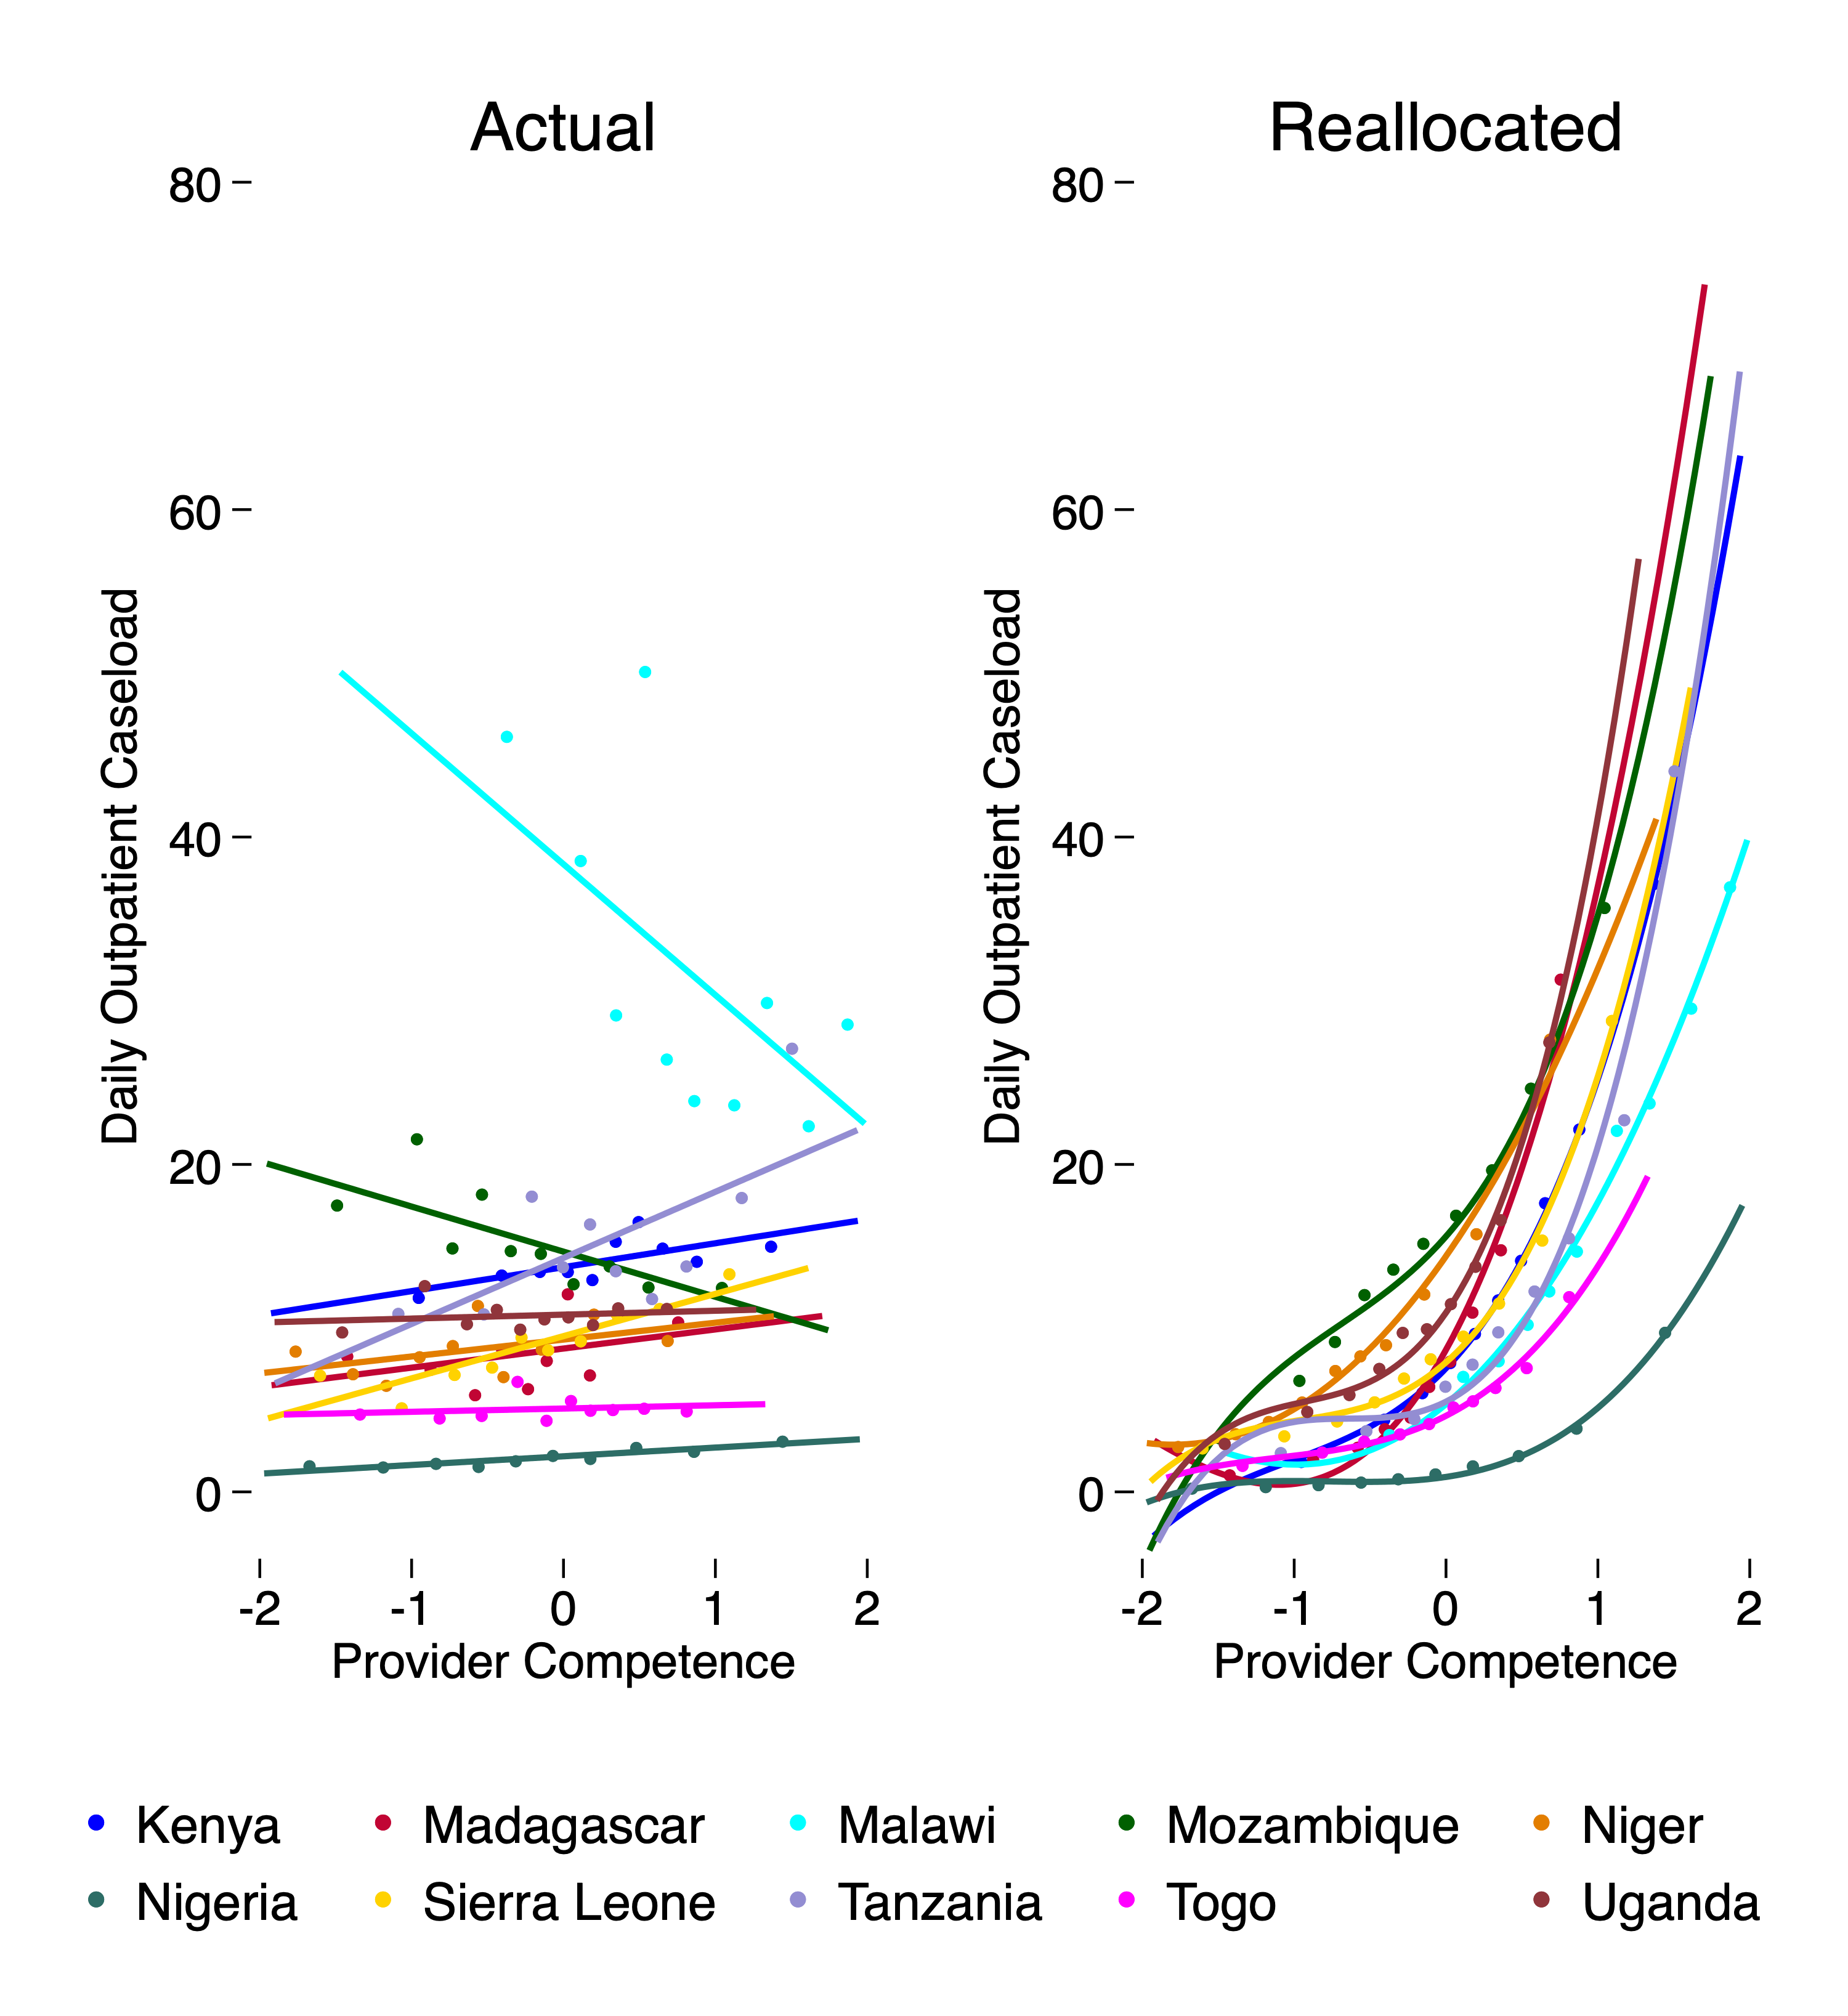 Actual
Reallocated
80
60
40
20
0
Daily Outpatient Caseload
-2 -1 0 1 2
Provider Competence
80
60
40
20
0
Daily Outpatient Caseload
-2 -1 0 1 2
Provider Competence
Kenya Madagascar Malawi Mozambique Niger
Nigeria Sierra Leone Tanzania Togo Uganda